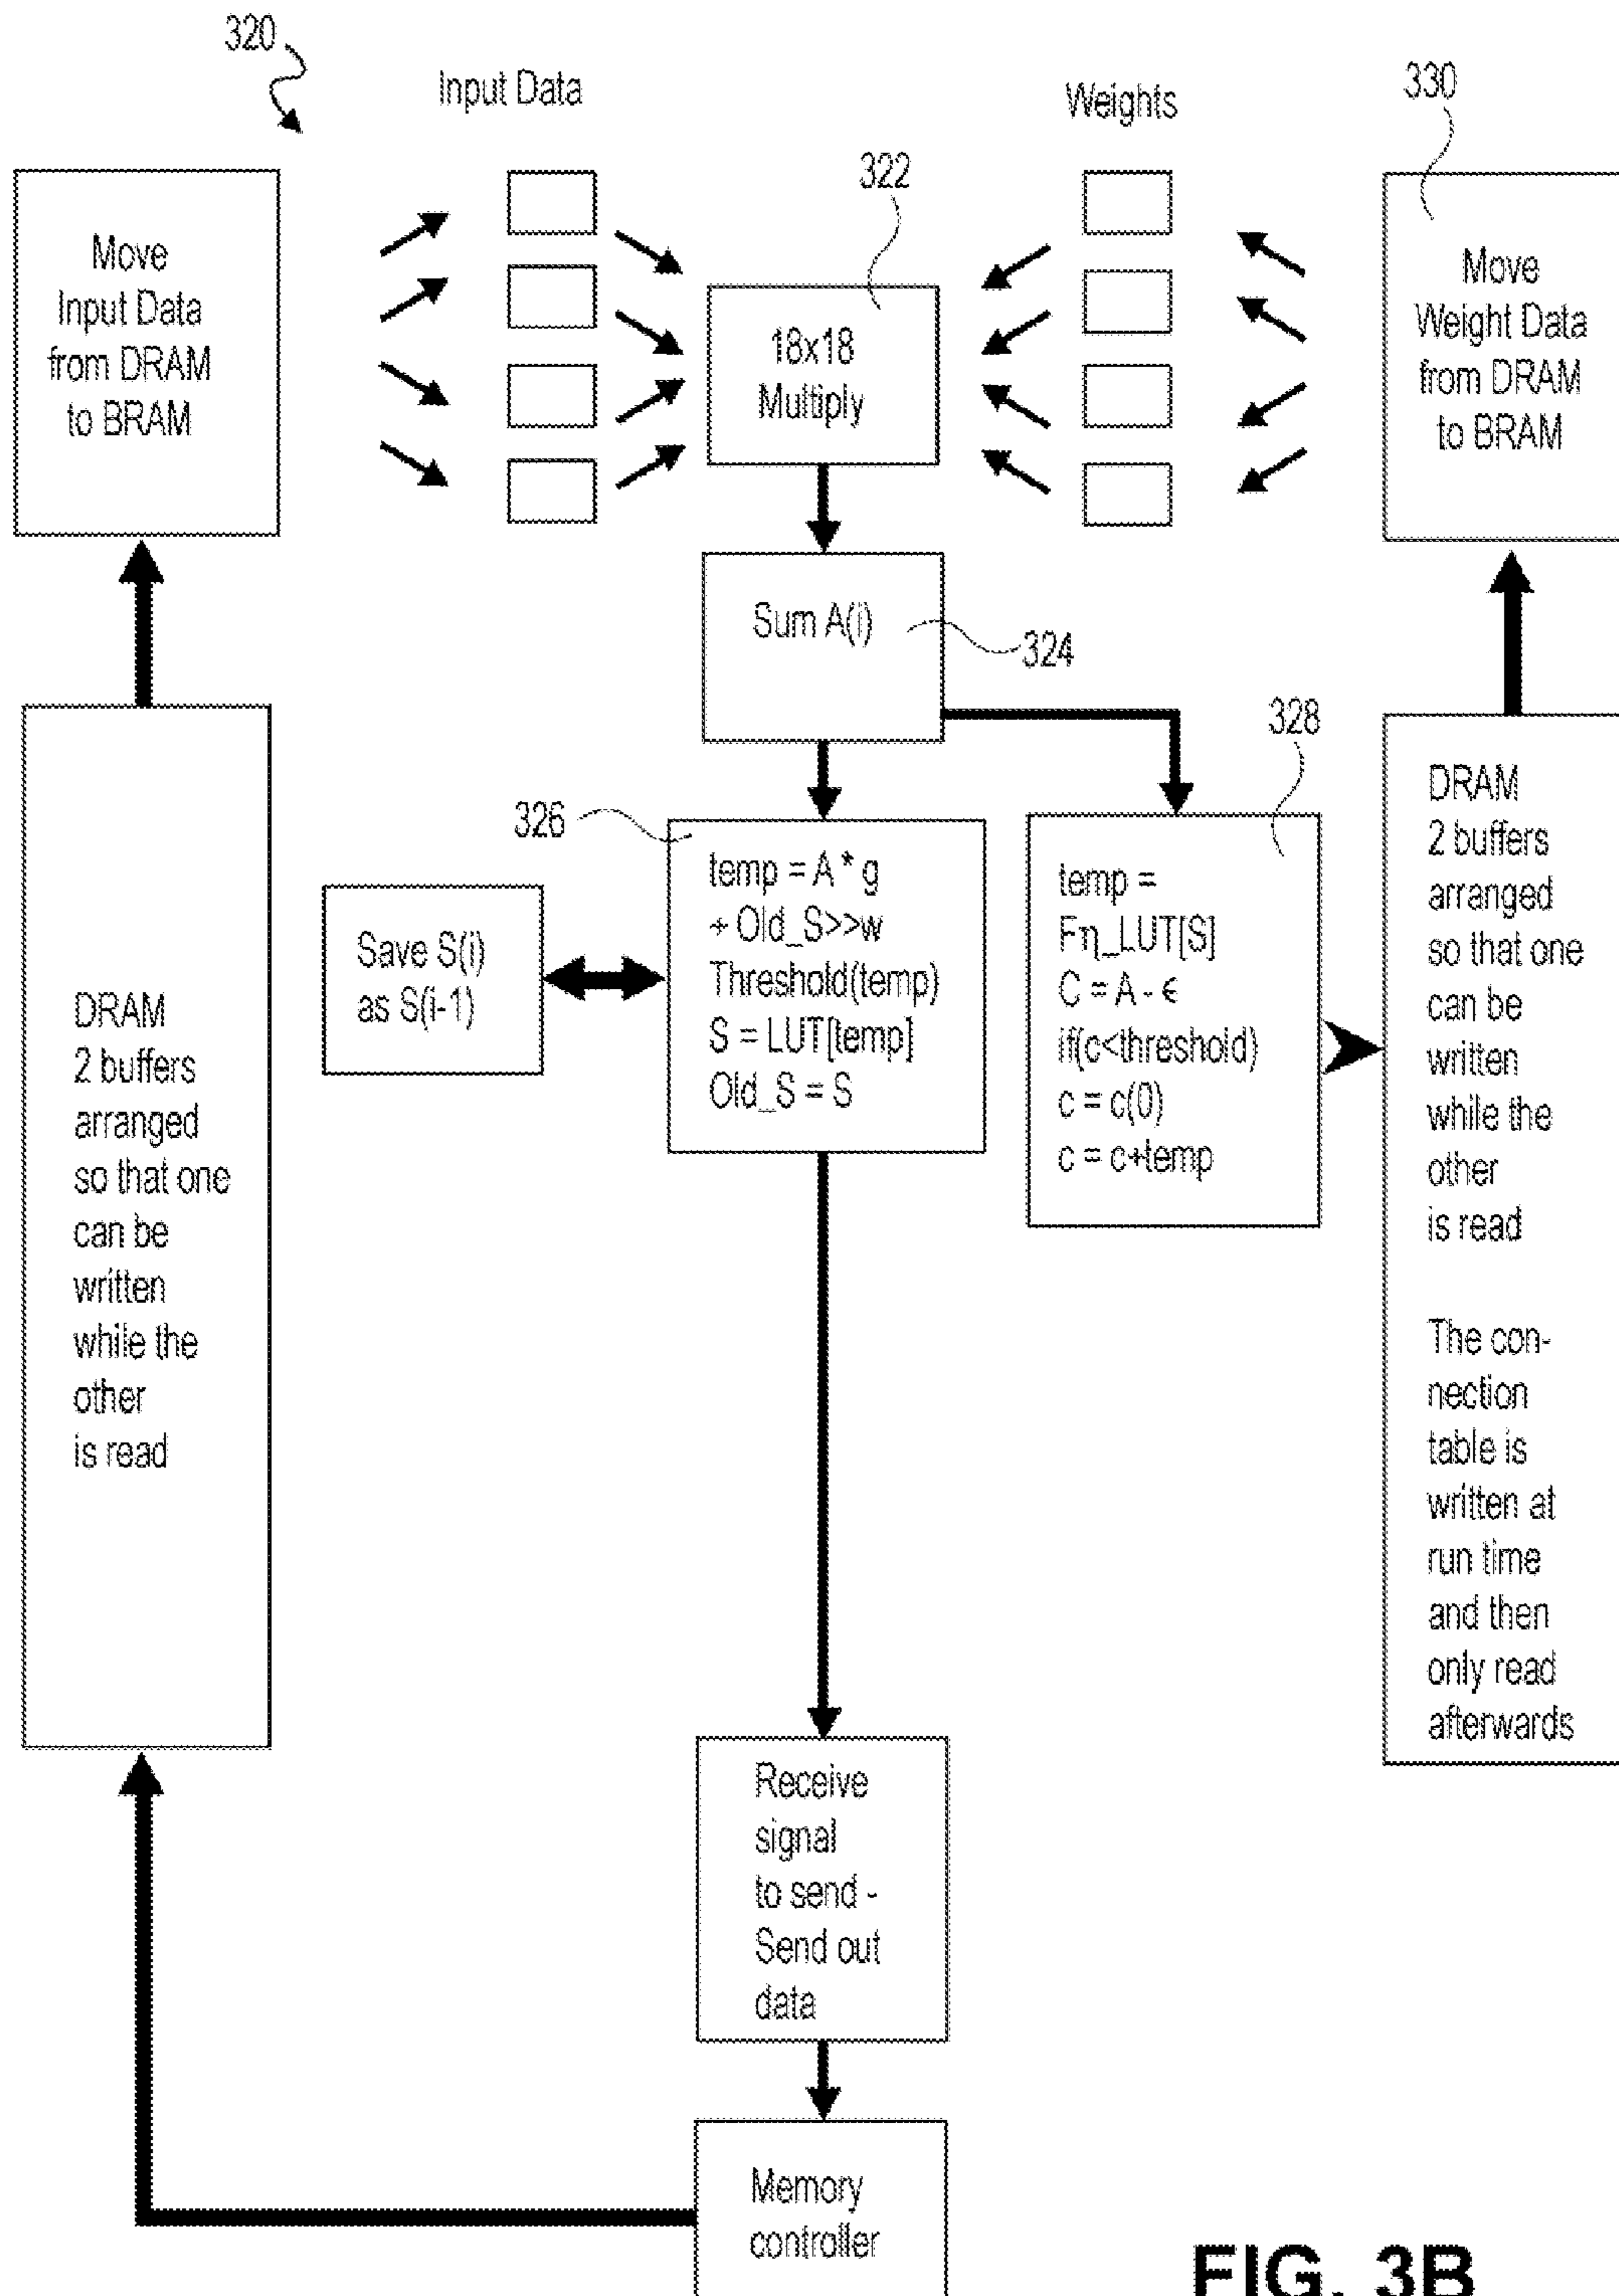 320
Input Data
Weights
330
322
Move
Input Data
from DRAM
to BRAM
18x18
Multiply
Move
Weight Data
from DRAM
to BRAM
Sum A(i)
324
328
326
temp = A * g
+ Old_S>>w
Threshold(temp)
S = LUT[temp]
Old_S = S
Save S(i)
as S(i-1)
temp =
Fη_LUT[S]
C = A - ϵ
if(c<threshold)
c = c(0)
c = c+temp
DRAM
2 buffers
arranged
so that one
can be
written
while the
other
is read
The con-
nection
table is
written at
run time
and then
only read
afterwards
DRAM
2 buffers
arranged
so that one
can be
written
while the
other
is read
Receive
signal
to send -
Send out
data
Memory
controller
FIG. 3B